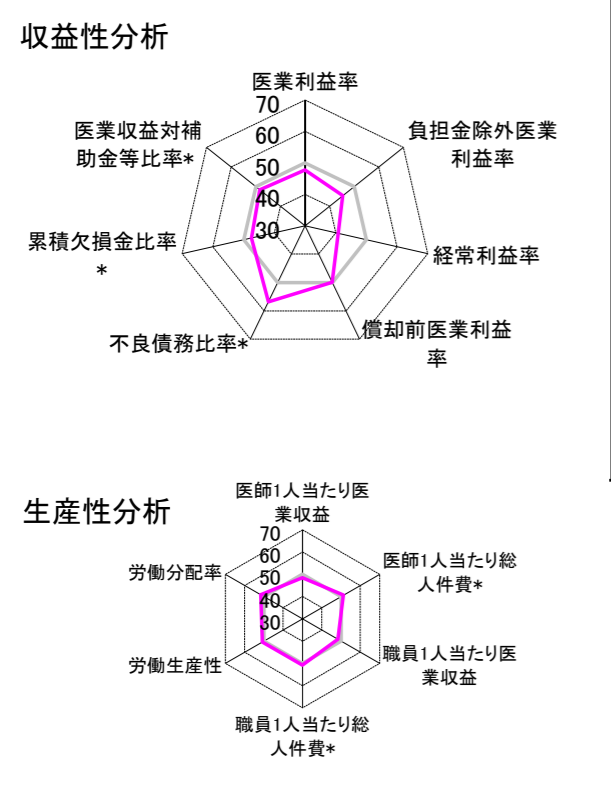 収益性分析
医業利益率
70
60
50
40
30
負担金除外医業
利益率
経常利益率
償却前医業利益
率
不良債務比率*
累積欠損金比率
*
医業収益対補
助金等比率*
生産性分析
医師1人当たり医
業収益
70
60
50
40
30
医師1人当たり総
人件費*
職員1人当たり医
業収益
職員1人当たり総
人件費*
労働生産性
労働分配率